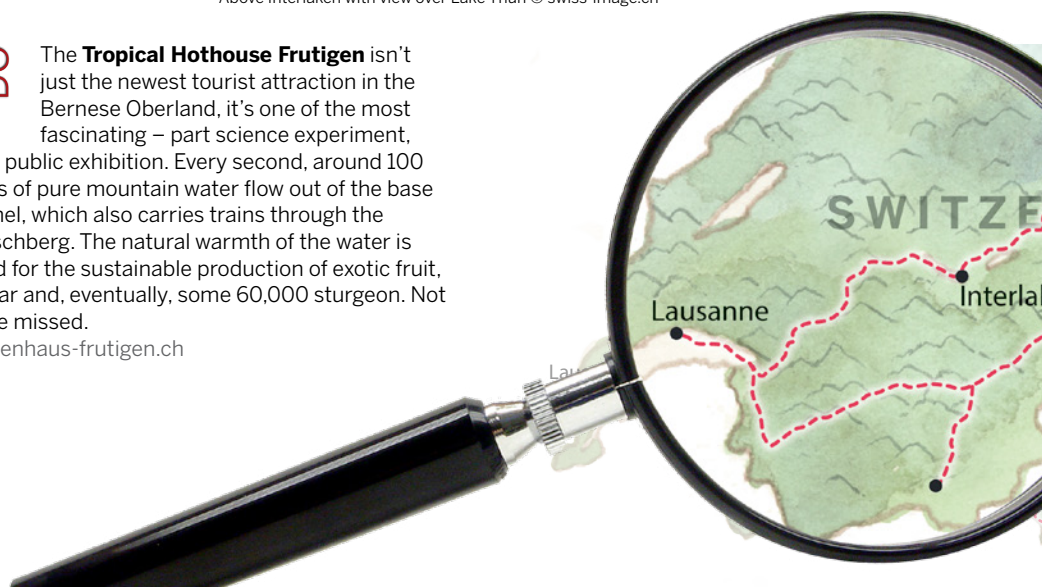 Above Interlaken with view over Lake Thun © swiss-image.ch
DO
The Tropical Hothouse Frutigen isn’t
just the newest tourist attraction in the
Bernese Oberland, it’s one of the most
fascinating – part science experiment,
public exhibition. Every second, around 100
s of pure mountain water flow out of the base
nel, which also carries trains through the
schberg. The natural warmth of the water is
d for the sustainable production of exotic fruit,
ar and, eventually, some 60,000 sturgeon. Not
e missed.
enhaus-frutigen.ch
SWITZE
Interlak
Lausanne
Lau